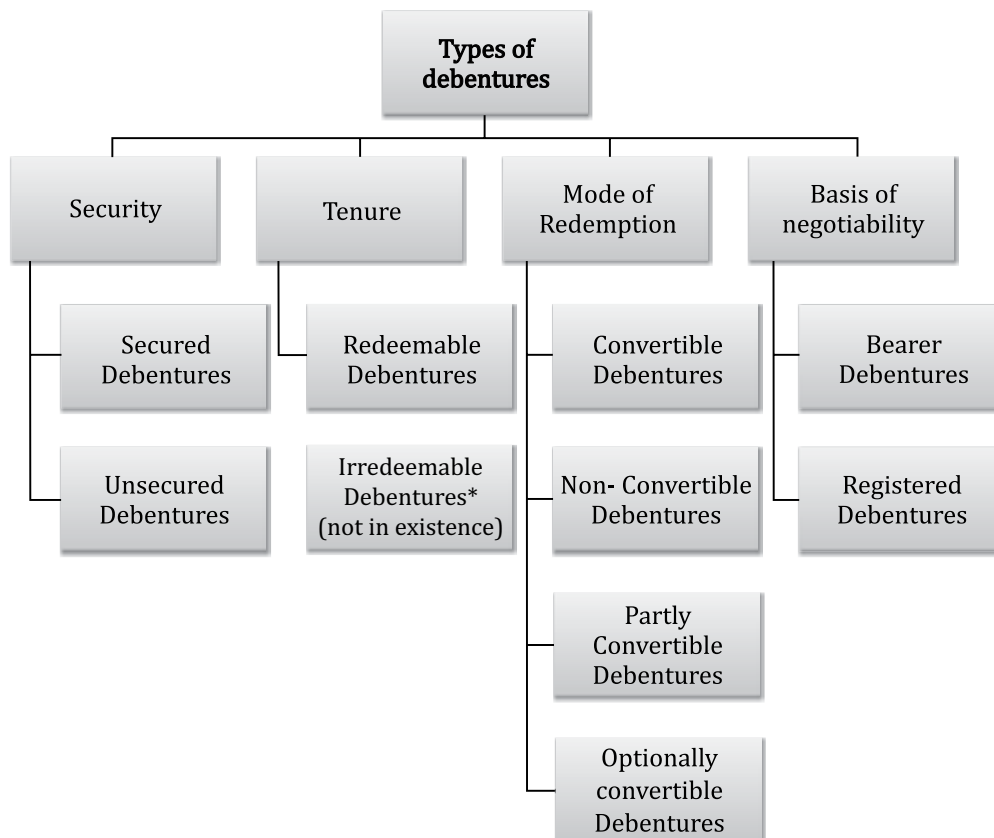 Types of
debentures
Security
Tenure
Mode of
Redemption
Basis of
negotiability
Secured
Debentures
Redeemable
Debentures
Convertible
Debentures
Bearer
Debentures
Unsecured
Debentures
Irredeemable
Debentures*
(not in existence)
Non- Convertible
Debentures
Registered
Debentures
Partly
Convertible
Debentures
Optionally
convertible
Debentures